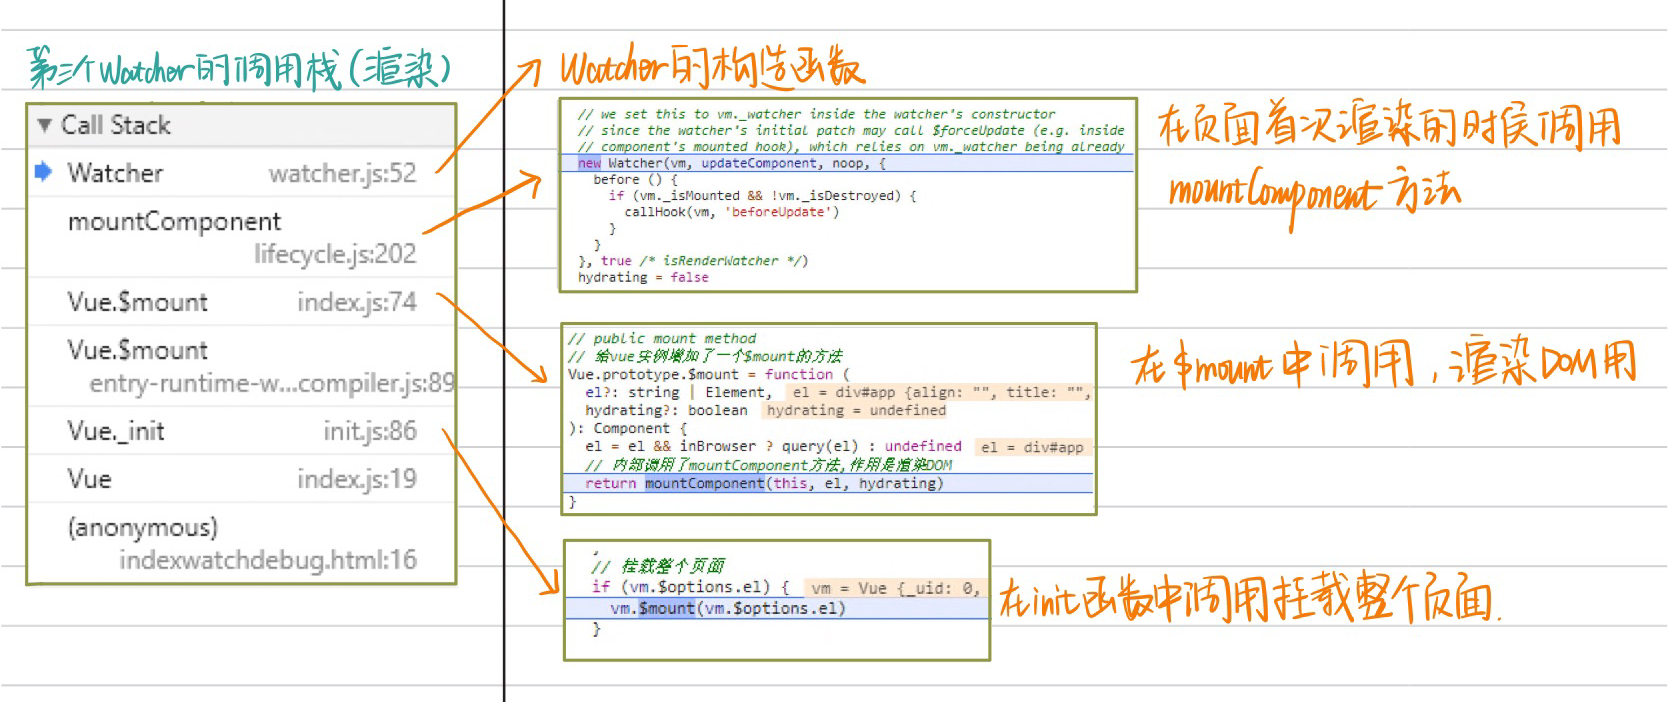 第三个Watcher的调用栈(渲染)
Call Stack
Watcher watcher.js:52
mountComponent
lifecycle.js:202
Vue.$mount index.js:74
Vue.$mount
entry-runtime-w...compiler.js:89
Vue._init init.js:86
Vue index.js:19
(anonymous)
indexwatchdebug.html:16
Watcher的构造函数
// we set this to vm._watcher inside the watcher's constructor
// since the watcher's initial patch may call $forceUpdate (e.g. inside
// component's mounted hook), which relies on vm._watcher being already
new Watcher(vm, updateComponent, noop, {
before () {
if (vm._isMounted && !vm._isDestroyed) {
callHook(vm, 'beforeUpdate')
}
}
}, true /* isRenderWatcher */)
hydrating = false
在页面首次渲染的时候调用
mountComponent方法
// public mount method
// 给vue实例增加了一个$mount的方法
Vue.prototype.$mount = function (
el?: string | Element, el = div#app {align: "", title: "",
hydrating?: boolean hydrating = undefined
): Component {
el = el && inBrowser ? query(el) : undefined el = div#app
// 内部调用了mountComponent方法,作用是渲染DOM
return mountComponent(this, el, hydrating)
}
在$mount中调用,渲染DOM用
// 挂载整个页面
if (vm.$options.el) { vm = Vue {_uid: 0,
vm.$mount(vm.$options.el)
}
在init函数中调用挂载整个页面.